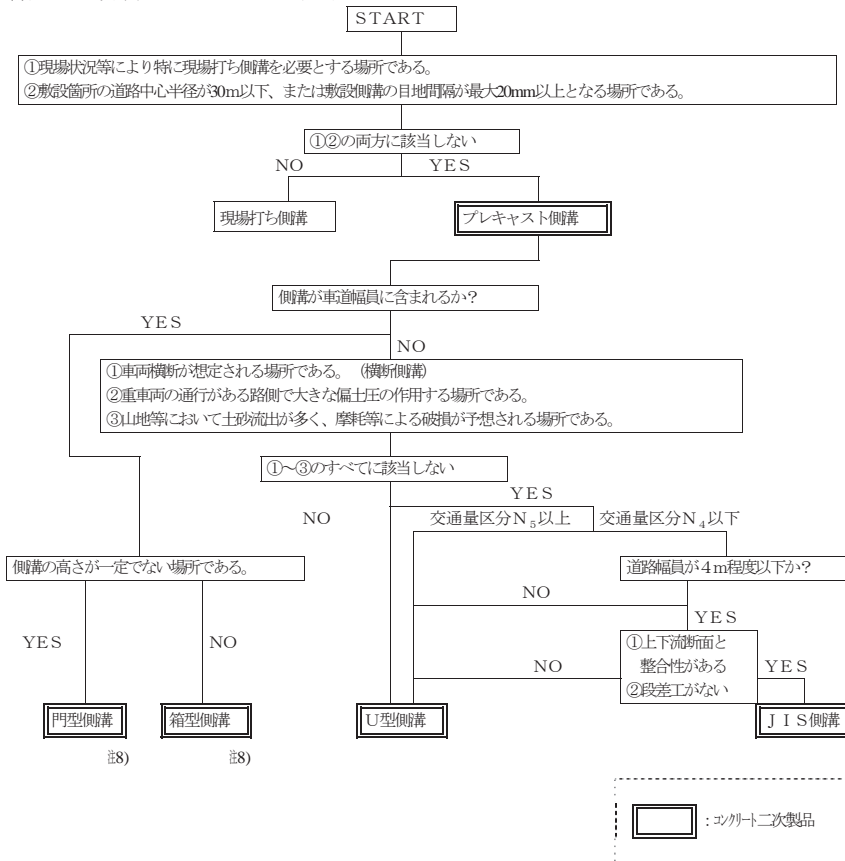 START
①現場状況等により特に現場打ち側溝を必要とする場所である。
②敷設箇所の道路中心半径が30m以下、または敷設側溝の目地間隔が最大20mm以上となる場所である。
①②の両方に該当しない
NO
YES
現場打ち側溝
プレキャスト側溝
側溝が車道幅員に含まれるか?
YES
NO
①車両横断が想定される場所である。（横断側溝）
②重車両の通行がある路側で大きな偏土圧の作用する場所である。
③山地等において土砂流出が多く、摩耗等による破損が予想される場所である。
①～③のすべてに該当しない
YES
NO
交通量区分N₅以上
交通量区分N₄以下
側溝の高さが一定でない場所である。
道路幅員が4m程度以下か?
NO
YES
YES
NO
①上下流断面と
整合性がある
②段差工がない
NO
YES
門型側溝
箱型側溝
U型側溝
JIS側溝
注8)
注8)
：コンクリート二次製品